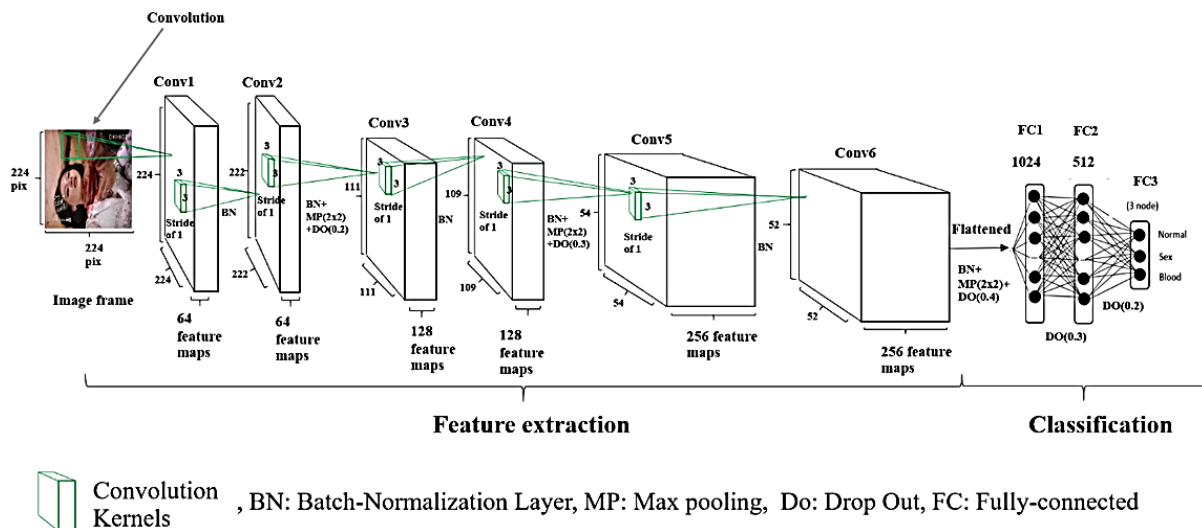 Convolution
Conv1
Conv2
Conv3
Conv4
Conv5
Conv6
FC1
FC2
FC3
1024
512
(3 node)
224
pix
224
pix
Image frame
224
224
3
3
Stride
of 1
BN
64
feature
maps
222
222
3
3
Stride
of 1
BN+
MP(2x2)
+DO(0.2)
64
feature
maps
111
111
3
3
Stride
of 1
128
feature
maps
109
109
3
3
Stride
of 1
BN+
MP(2x2)
+DO(0.3)
128
feature
maps
54
54
3
3
Stride
of 1
BN
256 feature
maps
52
52
256 feature
maps
Flattened
BN+
MP(2x2)+
DO(0.4)
Normal
Sex
Blood
DO(0.2)
DO(0.3)
Feature extraction
Classification
Convolution
Kernels
, BN: Batch-Normalization Layer, MP: Max pooling, Do: Drop Out, FC: Fully-connected